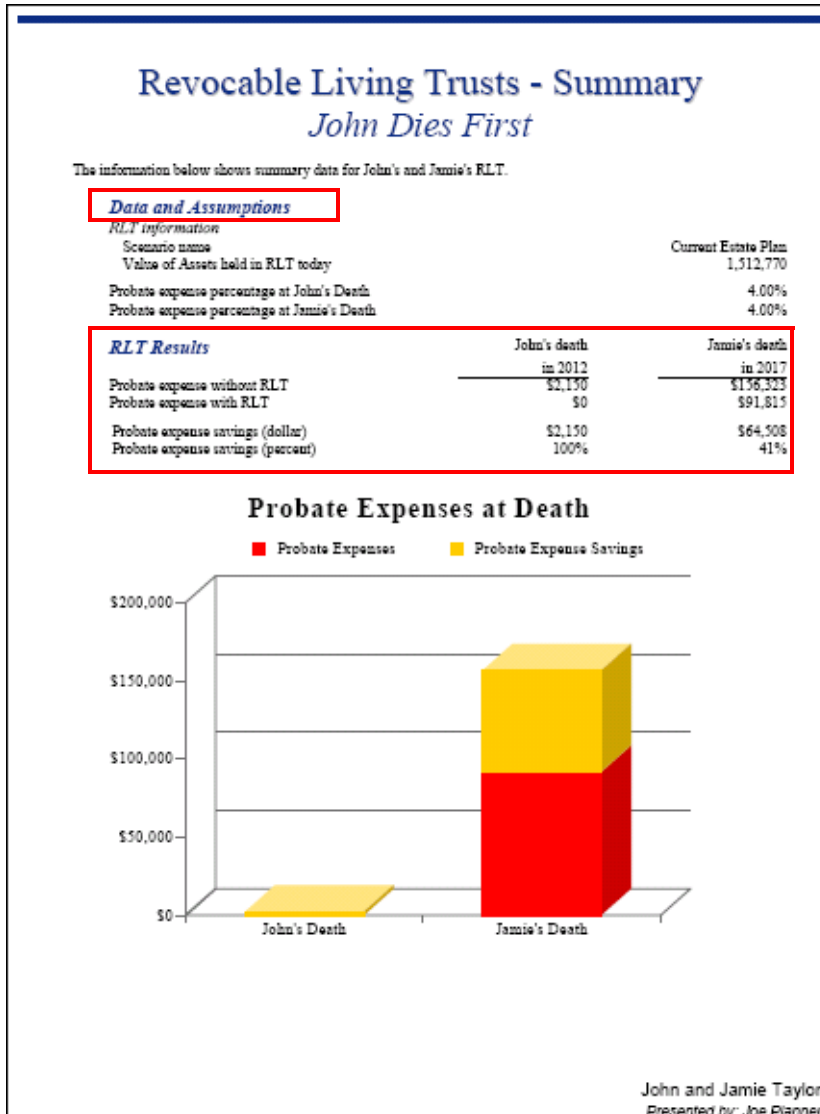 Revocable Living Trusts - Summary
John Dies First
The information below shows summary data for John's and Jamie's RLT.
Data and Assumptions
RLT information
Scenario name Current Estate Plan
Value of Assets held in RLT today 1,512,770
Probate expense percentage at John's Death 4.00%
Probate expense percentage at Jamie's Death 4.00%
RLT Results John's death Jamie's death
in 2012 in 2017
Probate expense without RLT $2,150 $156,323
Probate expense with RLT $0 $91,815
Probate expense savings (dollar) $2,150 $64,508
Probate expense savings (percent) 100% 41%
Probate Expenses at Death
Probate Expenses Probate Expense Savings
$200,000
$150,000
$100,000
$50,000
$0
John's Death Jamie's Death
John and Jamie Taylor
Presented by: Joe Planner